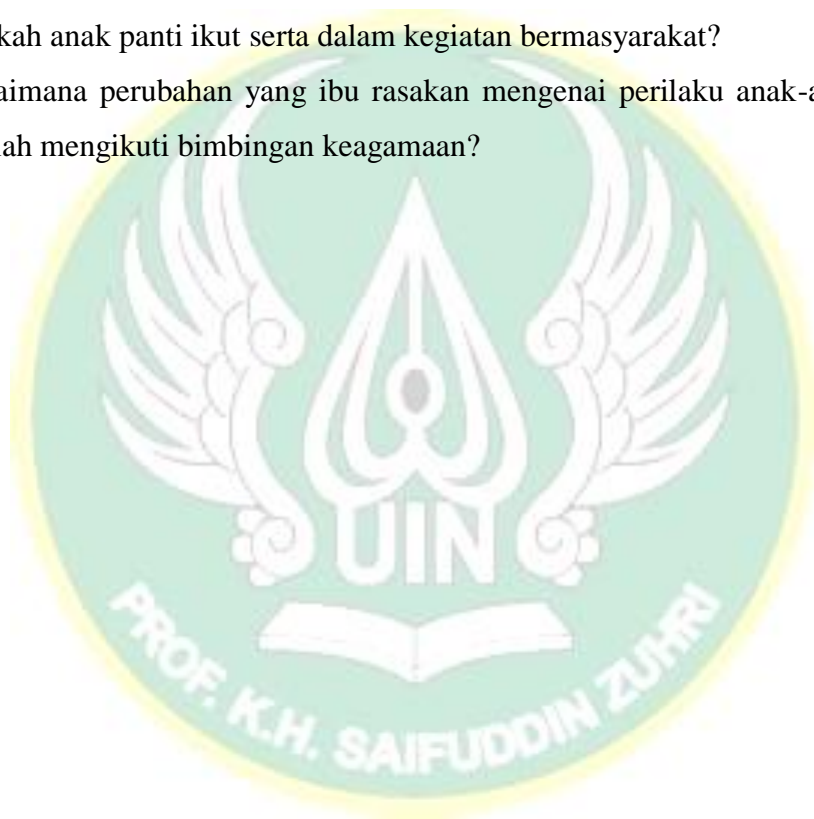 kah anak panti ikut serta dalam kegiatan bermasyarakat?
aimana perubahan yang ibu rasakan mengenai perilaku anak-a
lah mengikuti bimbingan keagamaan?
UIN
PROF. K.H. SAIFUDDIN ZUHRI